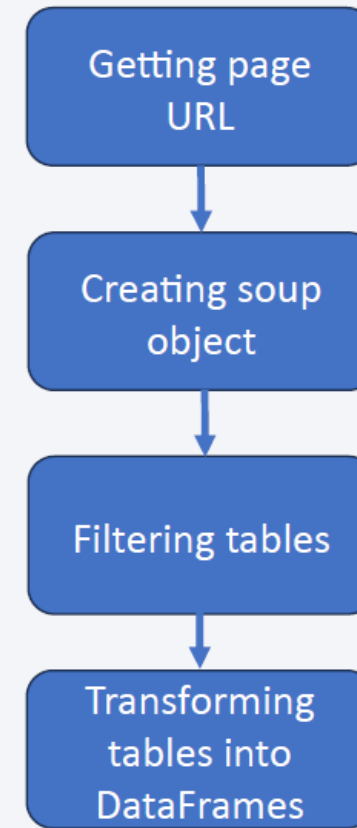 Getting page
URL
Creating soup
object
Filtering tables
Transforming
tables into
DataFrames